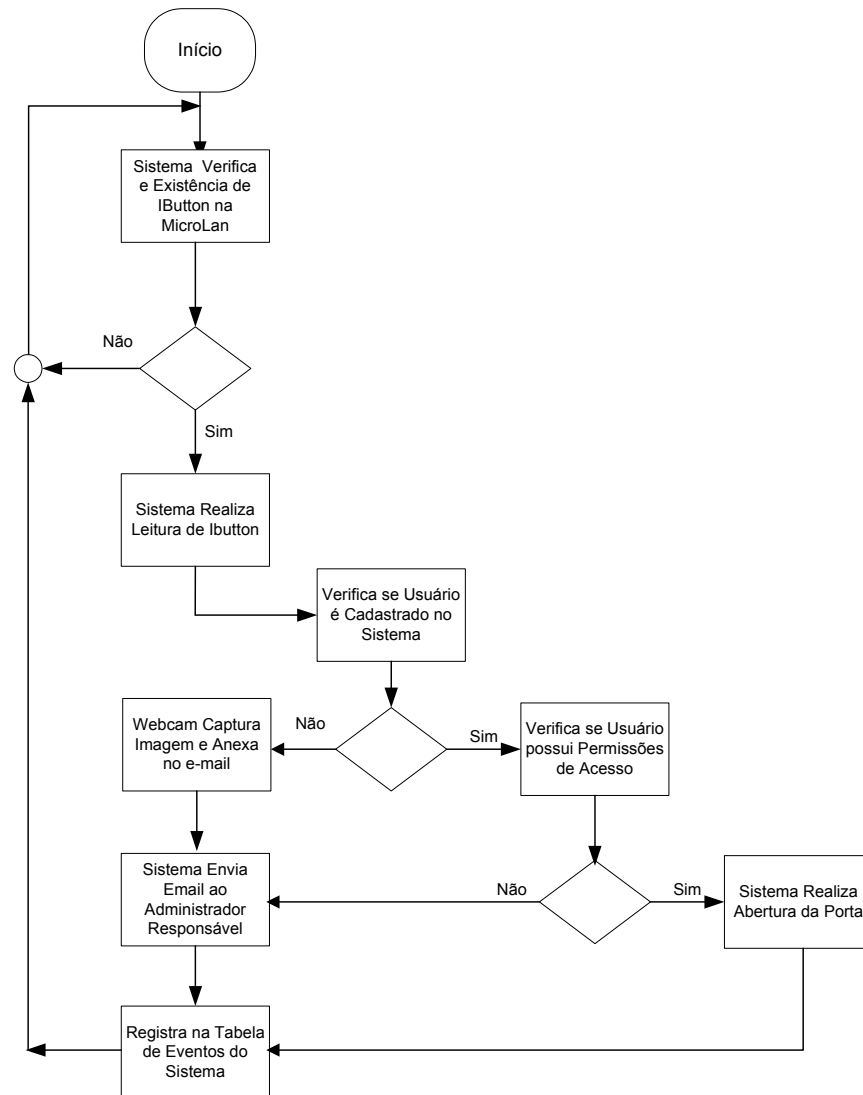 Início
Sistema Verifica
e Existência de
IButton na
MicroLan
Não
Sim
Sistema Realiza
Leitura de Ibutton
Verifica se Usuário
é Cadastrado no
Sistema
Webcam Captura
Imagem e Anexa
no e-mail
Não
Sim
Verifica se Usuário
possui Permissões
de Acesso
Sistema Envia
Email ao
Administrador
Responsável
Não
Sim
Sistema Realiza
Abertura da Porta
Registra na Tabela
de Eventos do
Sistema